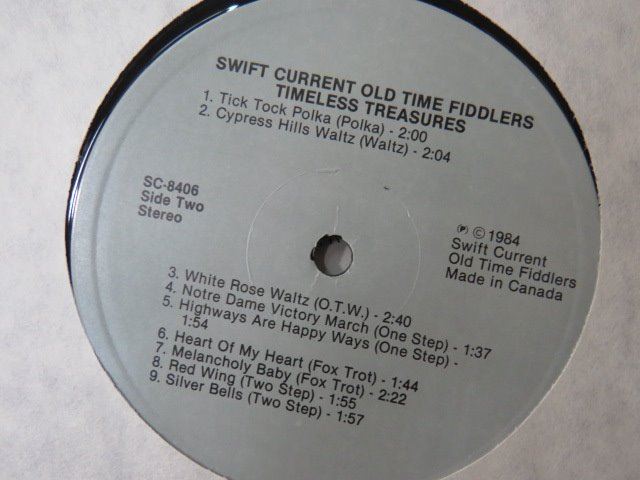 SWIFT CURRENT OLD TIME FIDDLERS
TIMELESS TREASURES
1. Tick Tock Polka (Polka) - 2:00
2. Cypress Hills Waltz (Waltz) - 2:04
SC-8406
Side Two
Stereo
℗ © 1984
Swift Current
Old Time Fiddlers
Made in Canada
3. White Rose Waltz (O.T.W.) - 2:40
4. Notre Dame Victory March (One Step) - 1:37
5. Highways Are Happy Ways (One Step) -
1:54
6. Heart Of My Heart (Fox Trot) - 1:44
7. Melancholy Baby (Fox Trot) - 2:22
8. Red Wing (Two Step) - 1:55
9. Silver Bells (Two Step) - 1:57